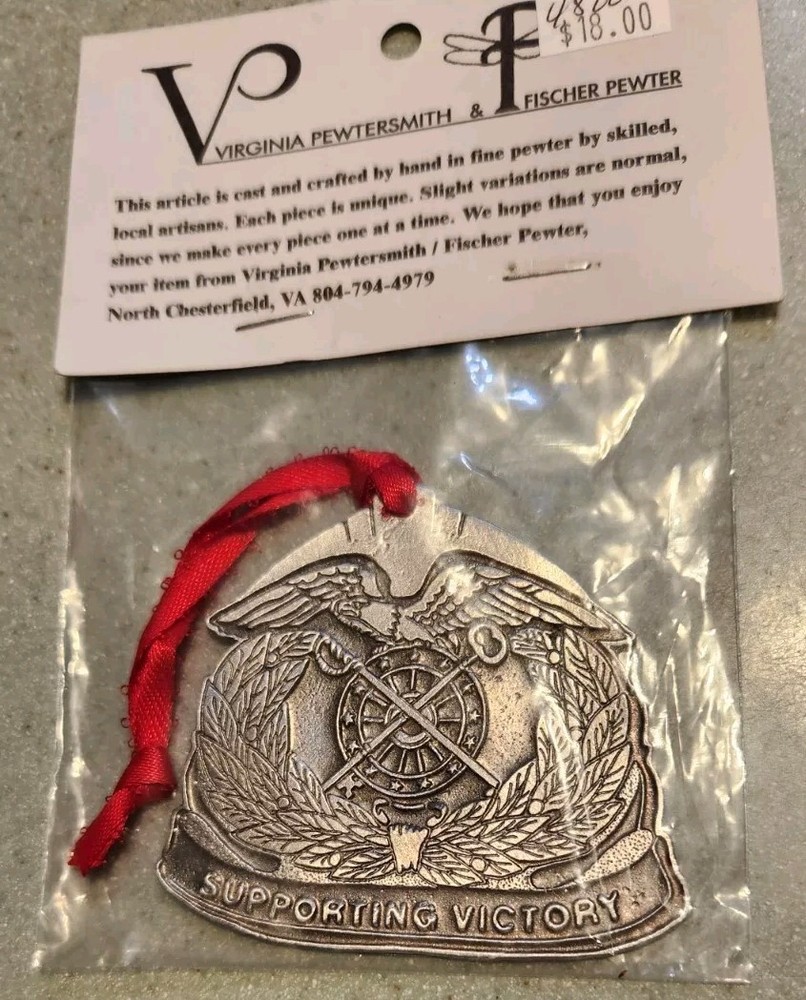 $18.00
VIRGINIA PEWTERSMITH & FISCHER PEWTER
This article is cast and crafted by hand in fine pewter by skilled,
local artisans. Each piece is unique. Slight variations are normal,
since we make every piece one at a time. We hope that you enjoy
your item from Virginia Pewtersmith / Fischer Pewter,
North Chesterfield, VA 804-794-4979
SUPPORTING VICTORY